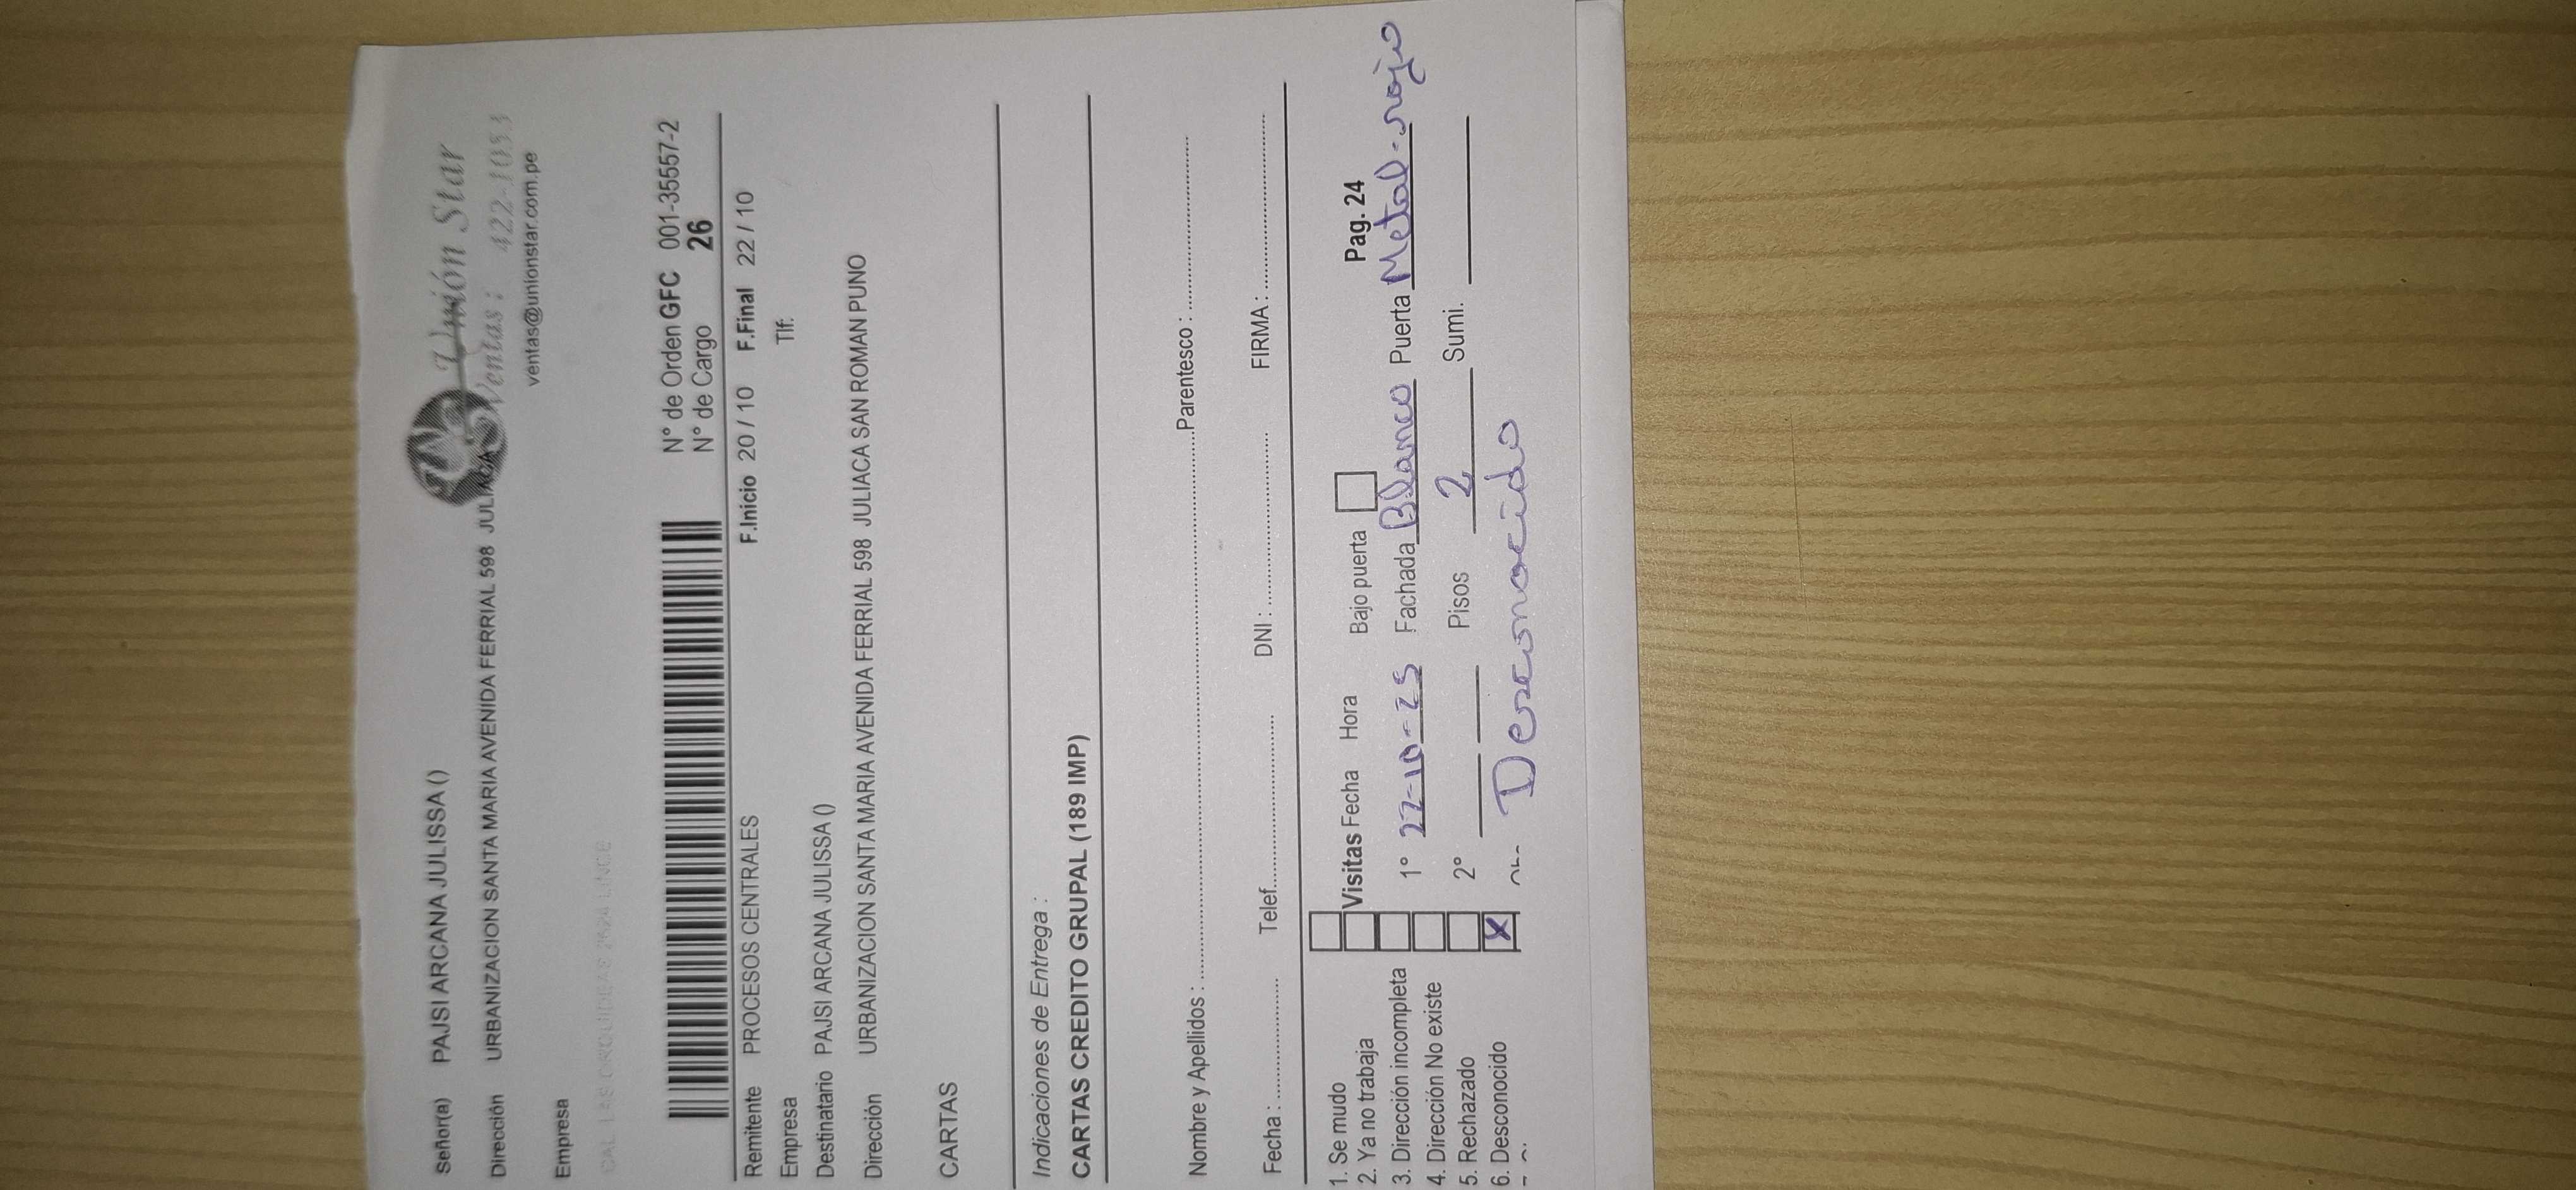 Unión Star
Ventas : 422-1083
ventas@unionstar.com.pe
Señor(a) PAJSI ARCANA JULISSA ()
Dirección URBANIZACION SANTA MARIA AVENIDA FERRIAL 598 JULIACA
Empresa
N° de Orden GFC 001-35557-2
N° de Cargo 26
F.Inicio 20 / 10 F.Final 22 / 10
Remitente PROCESOS CENTRALES
Empresa Tlf:
Destinatario PAJSI ARCANA JULISSA ()
Dirección URBANIZACION SANTA MARIA AVENIDA FERRIAL 598 JULIACA SAN ROMAN PUNO
CARTAS
Indicaciones de Entrega :
CARTAS CREDITO GRUPAL (189 IMP)
Nombre y Apellidos : Parentesco :
Fecha : Telef. DNI : FIRMA :
1. Se mudo
Visitas Fecha Hora Bajo puerta Pag. 24
2. Ya no trabaja
3. Dirección incompleta 1° 22-10-25 Fachada Blanco Puerta Metal-rojo
4. Dirección No existe
5. Rechazado 2° Pisos 2 Sumi.
6. Desconocido X Desconocido